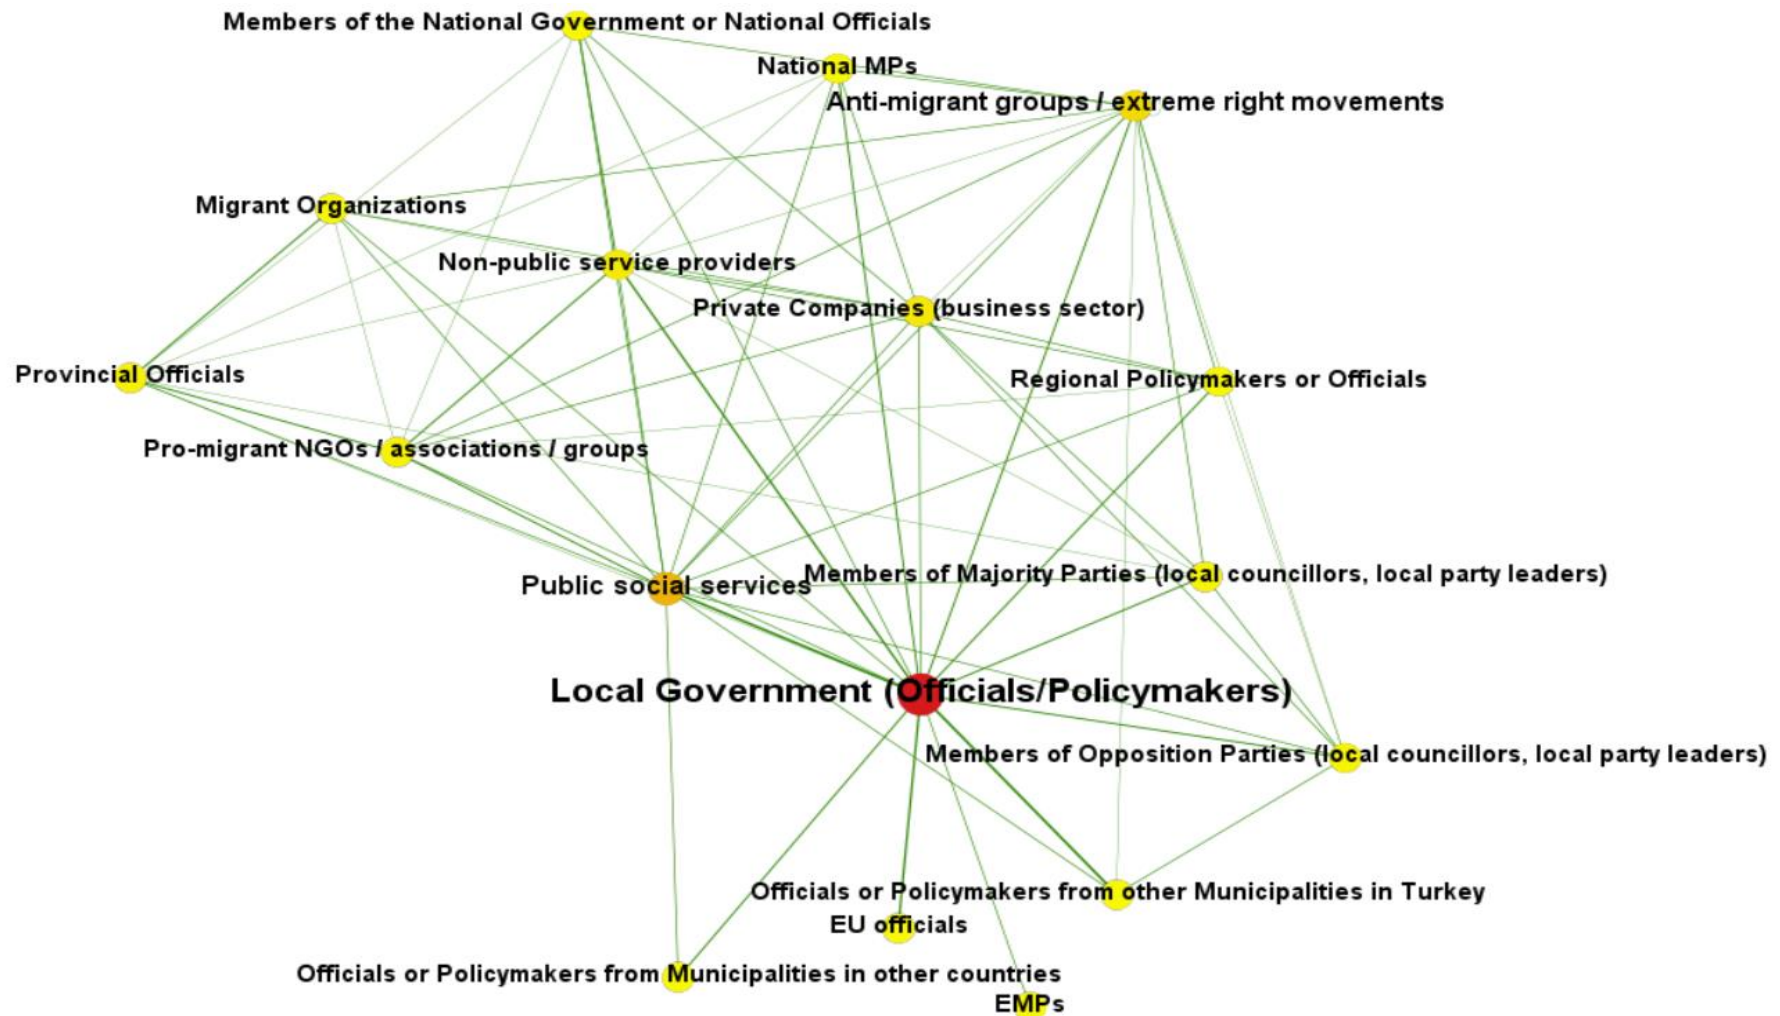 Members of the National Government or National Officials
National MPs
Anti-migrant groups / extreme right movements
Migrant Organizations
Non-public service providers
Private Companies (business sector)
Provincial Officials
Regional Policymakers or Officials
Pro-migrant NGOs / associations / groups
Members of Majority Parties (local councillors, local party leaders)
Public social services
Local Government (Officials/Policymakers)
Members of Opposition Parties (local councillors, local party leaders)
Officials or Policymakers from other Municipalities in Turkey
EU officials
Officials or Policymakers from Municipalities in other countries
EMPs